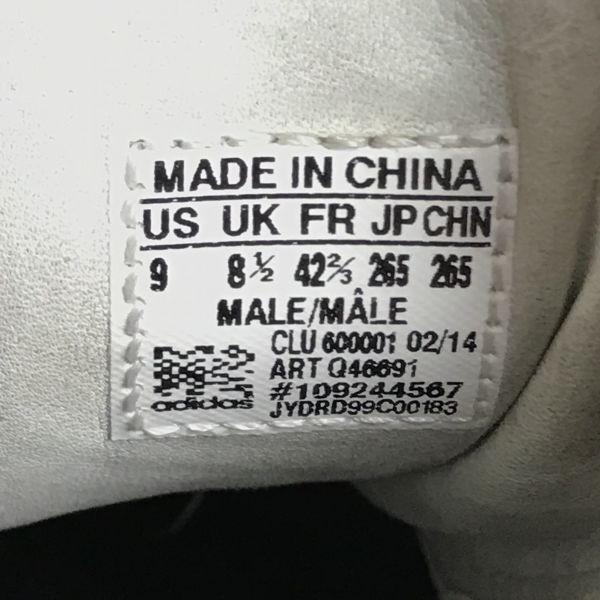 MADE IN CHINA
US UK FR JP CHN
9 8½ 42⅔ 265 265
MALE/MÂLE
CLU 600001 02/14
ART Q46691
#109244567
adidas JYDRD99C00183